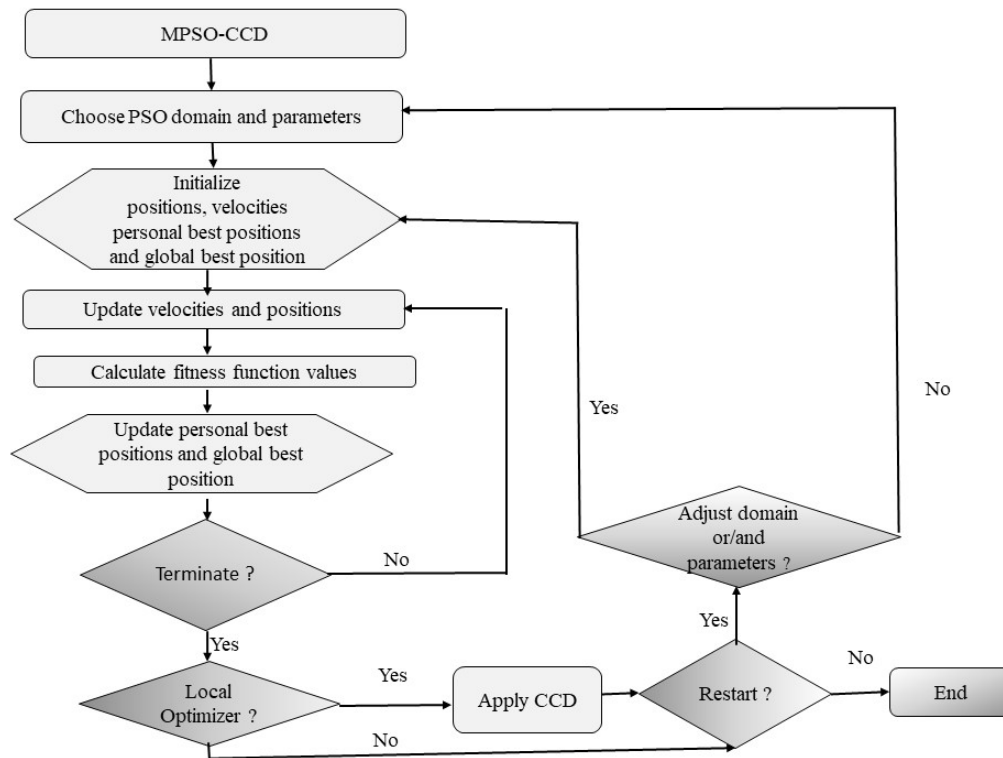 MPSO-CCD
Choose PSO domain and parameters
Initialize
positions, velocities
personal best positions
and global best position
Update velocities and positions
Calculate fitness function values
Yes
No
Update personal best
positions and global best
position
Adjust domain
or/and
parameters ?
Terminate ?
No
Yes
Yes
Local
Optimizer ?
Yes
Apply CCD
Restart ?
No
End
No